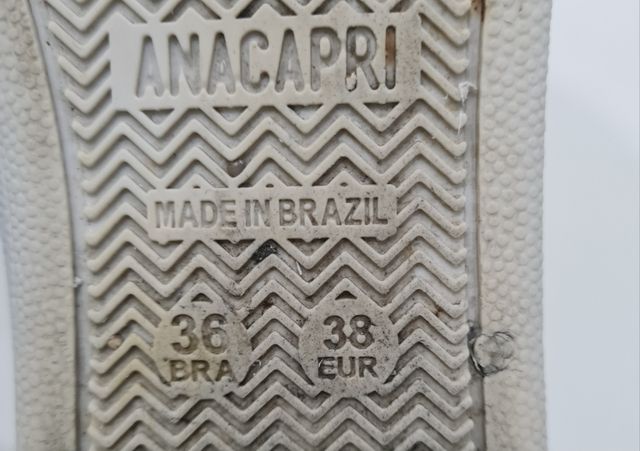 ANACAPRI
MADE IN BRAZIL
36 38
BRA EUR